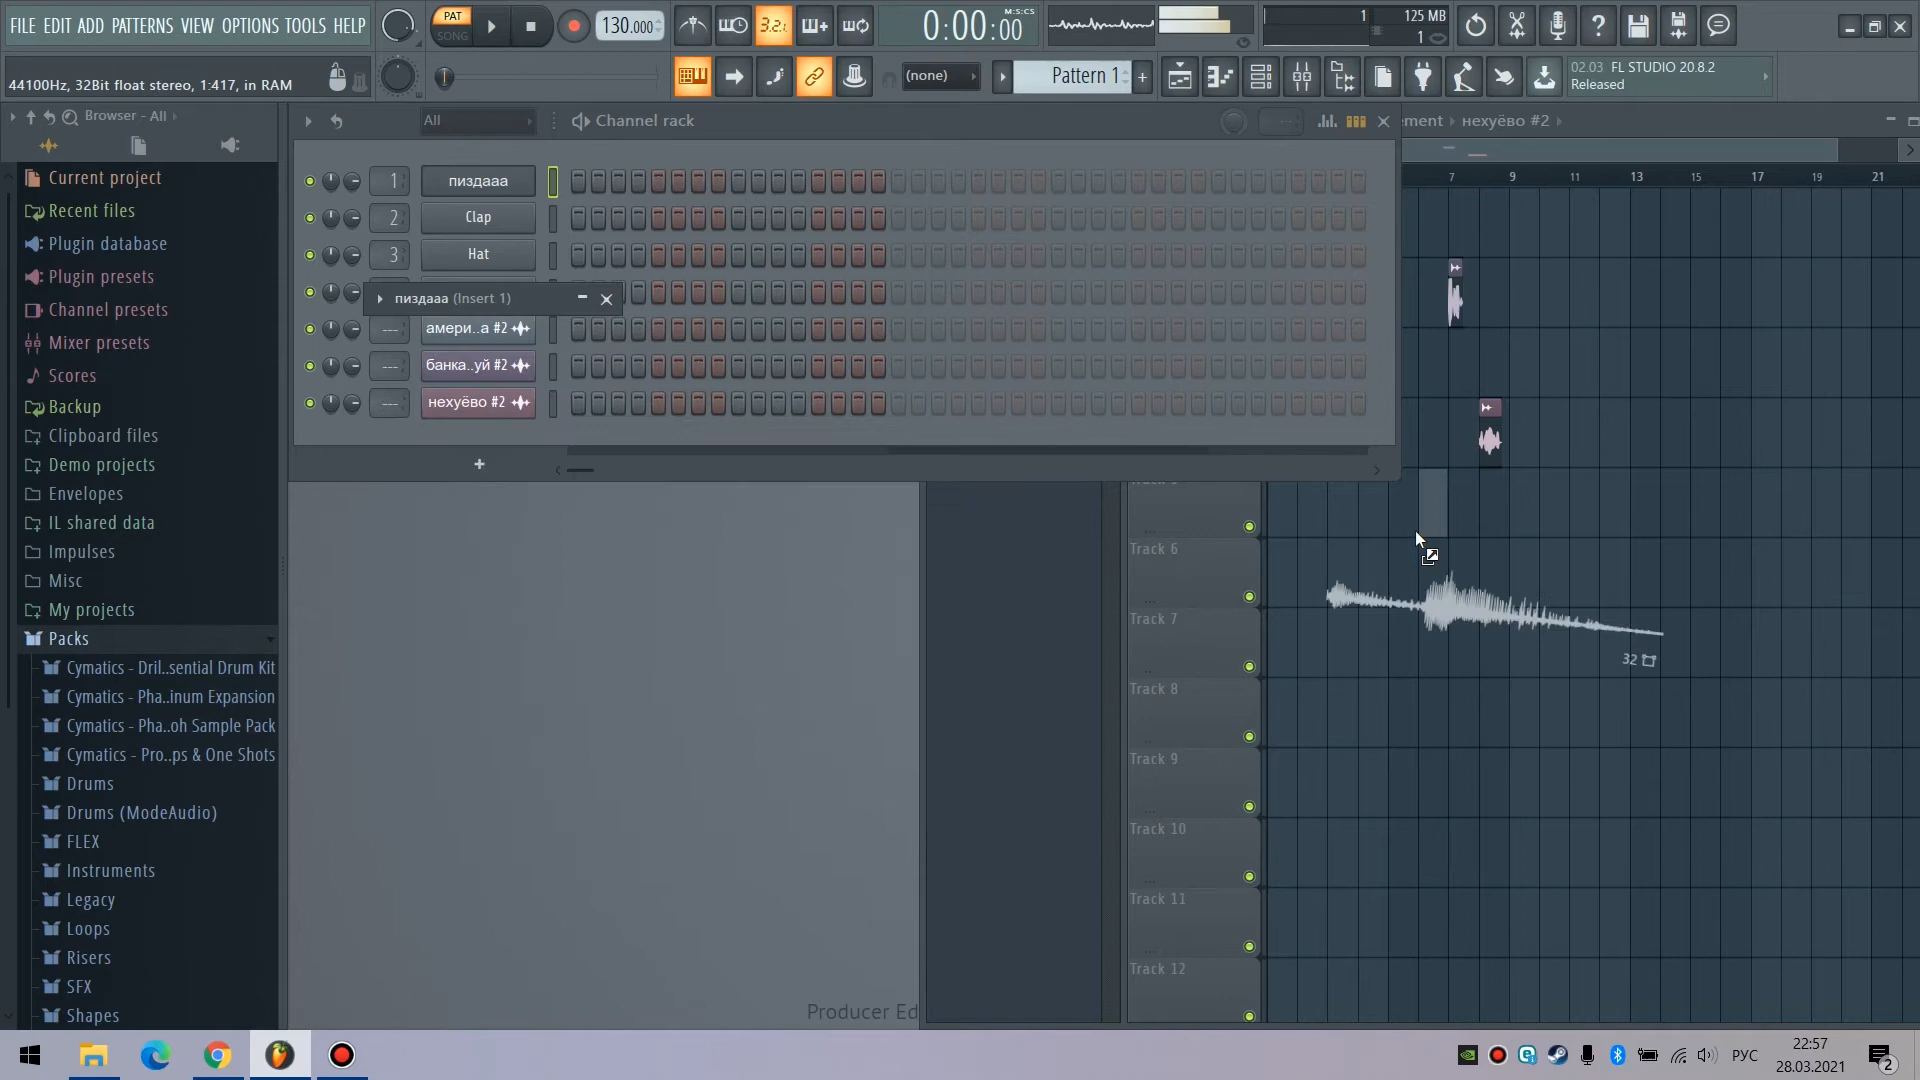 FILE EDIT ADD PATTERNS VIEW OPTIONS TOOLS HELP
PAT
SONG
130.000
3.2.
0:00:00
M:S:CS
1
125 MB
1
44100Hz, 32Bit float stereo, 1:417, in RAM
(none)
Pattern 1
+
02.03 FL STUDIO 20.8.2
Released
Browser - All
All
Channel rack
ement
нехуёво #2
Current project
Recent files
Plugin database
Plugin presets
Channel presets
Mixer presets
Scores
Backup
Clipboard files
Demo projects
Envelopes
IL shared data
Impulses
Misc
My projects
Packs
Cymatics - Dril..sential Drum Kit
Cymatics - Pha..inum Expansion
Cymatics - Pha..oh Sample Pack
Cymatics - Pro..ps & One Shots
Drums
Drums (ModeAudio)
FLEX
Instruments
Legacy
Loops
Risers
SFX
Shapes
1
пиздааа
2
Clap
3
Hat
пиздааа (Insert 1)
---
амери..а #2
---
банка..уй #2
---
нехуёво #2
+
7
9
11
13
15
17
19
21
Track 6
Track 7
Track 8
Track 9
Track 10
Track 11
Track 12
32
Producer Ed
РУС
22:57
28.03.2021
2